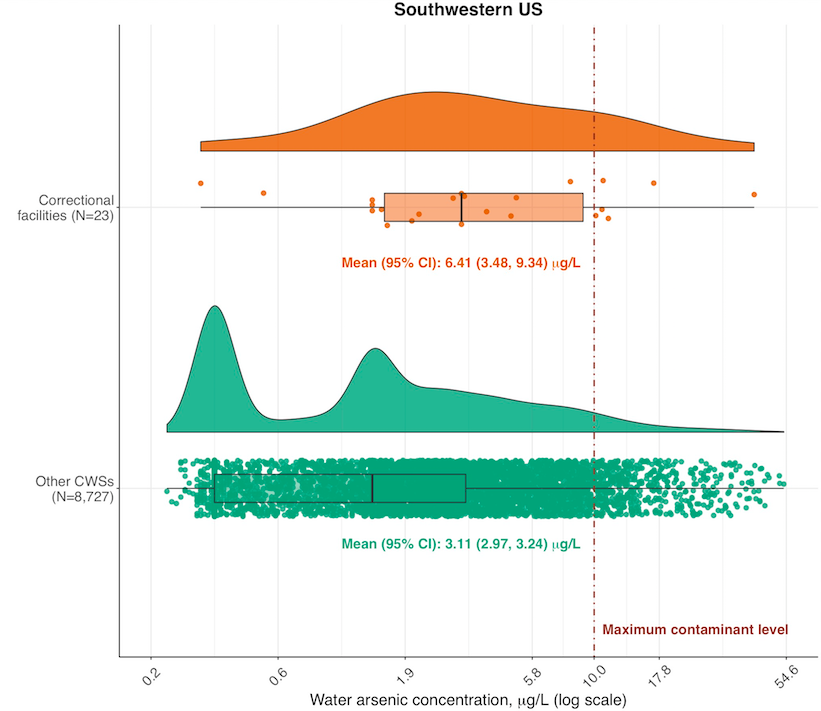 Southwestern US
Correctional
facilities (N=23)
Mean (95% CI): 6.41 (3.48, 9.34) μg/L
Other CWSs
(N=8,727)
Mean (95% CI): 3.11 (2.97, 3.24) μg/L
Maximum contaminant level
0.2 0.6 1.9 5.8 10.0 17.8 54.6
Water arsenic concentration, μg/L (log scale)